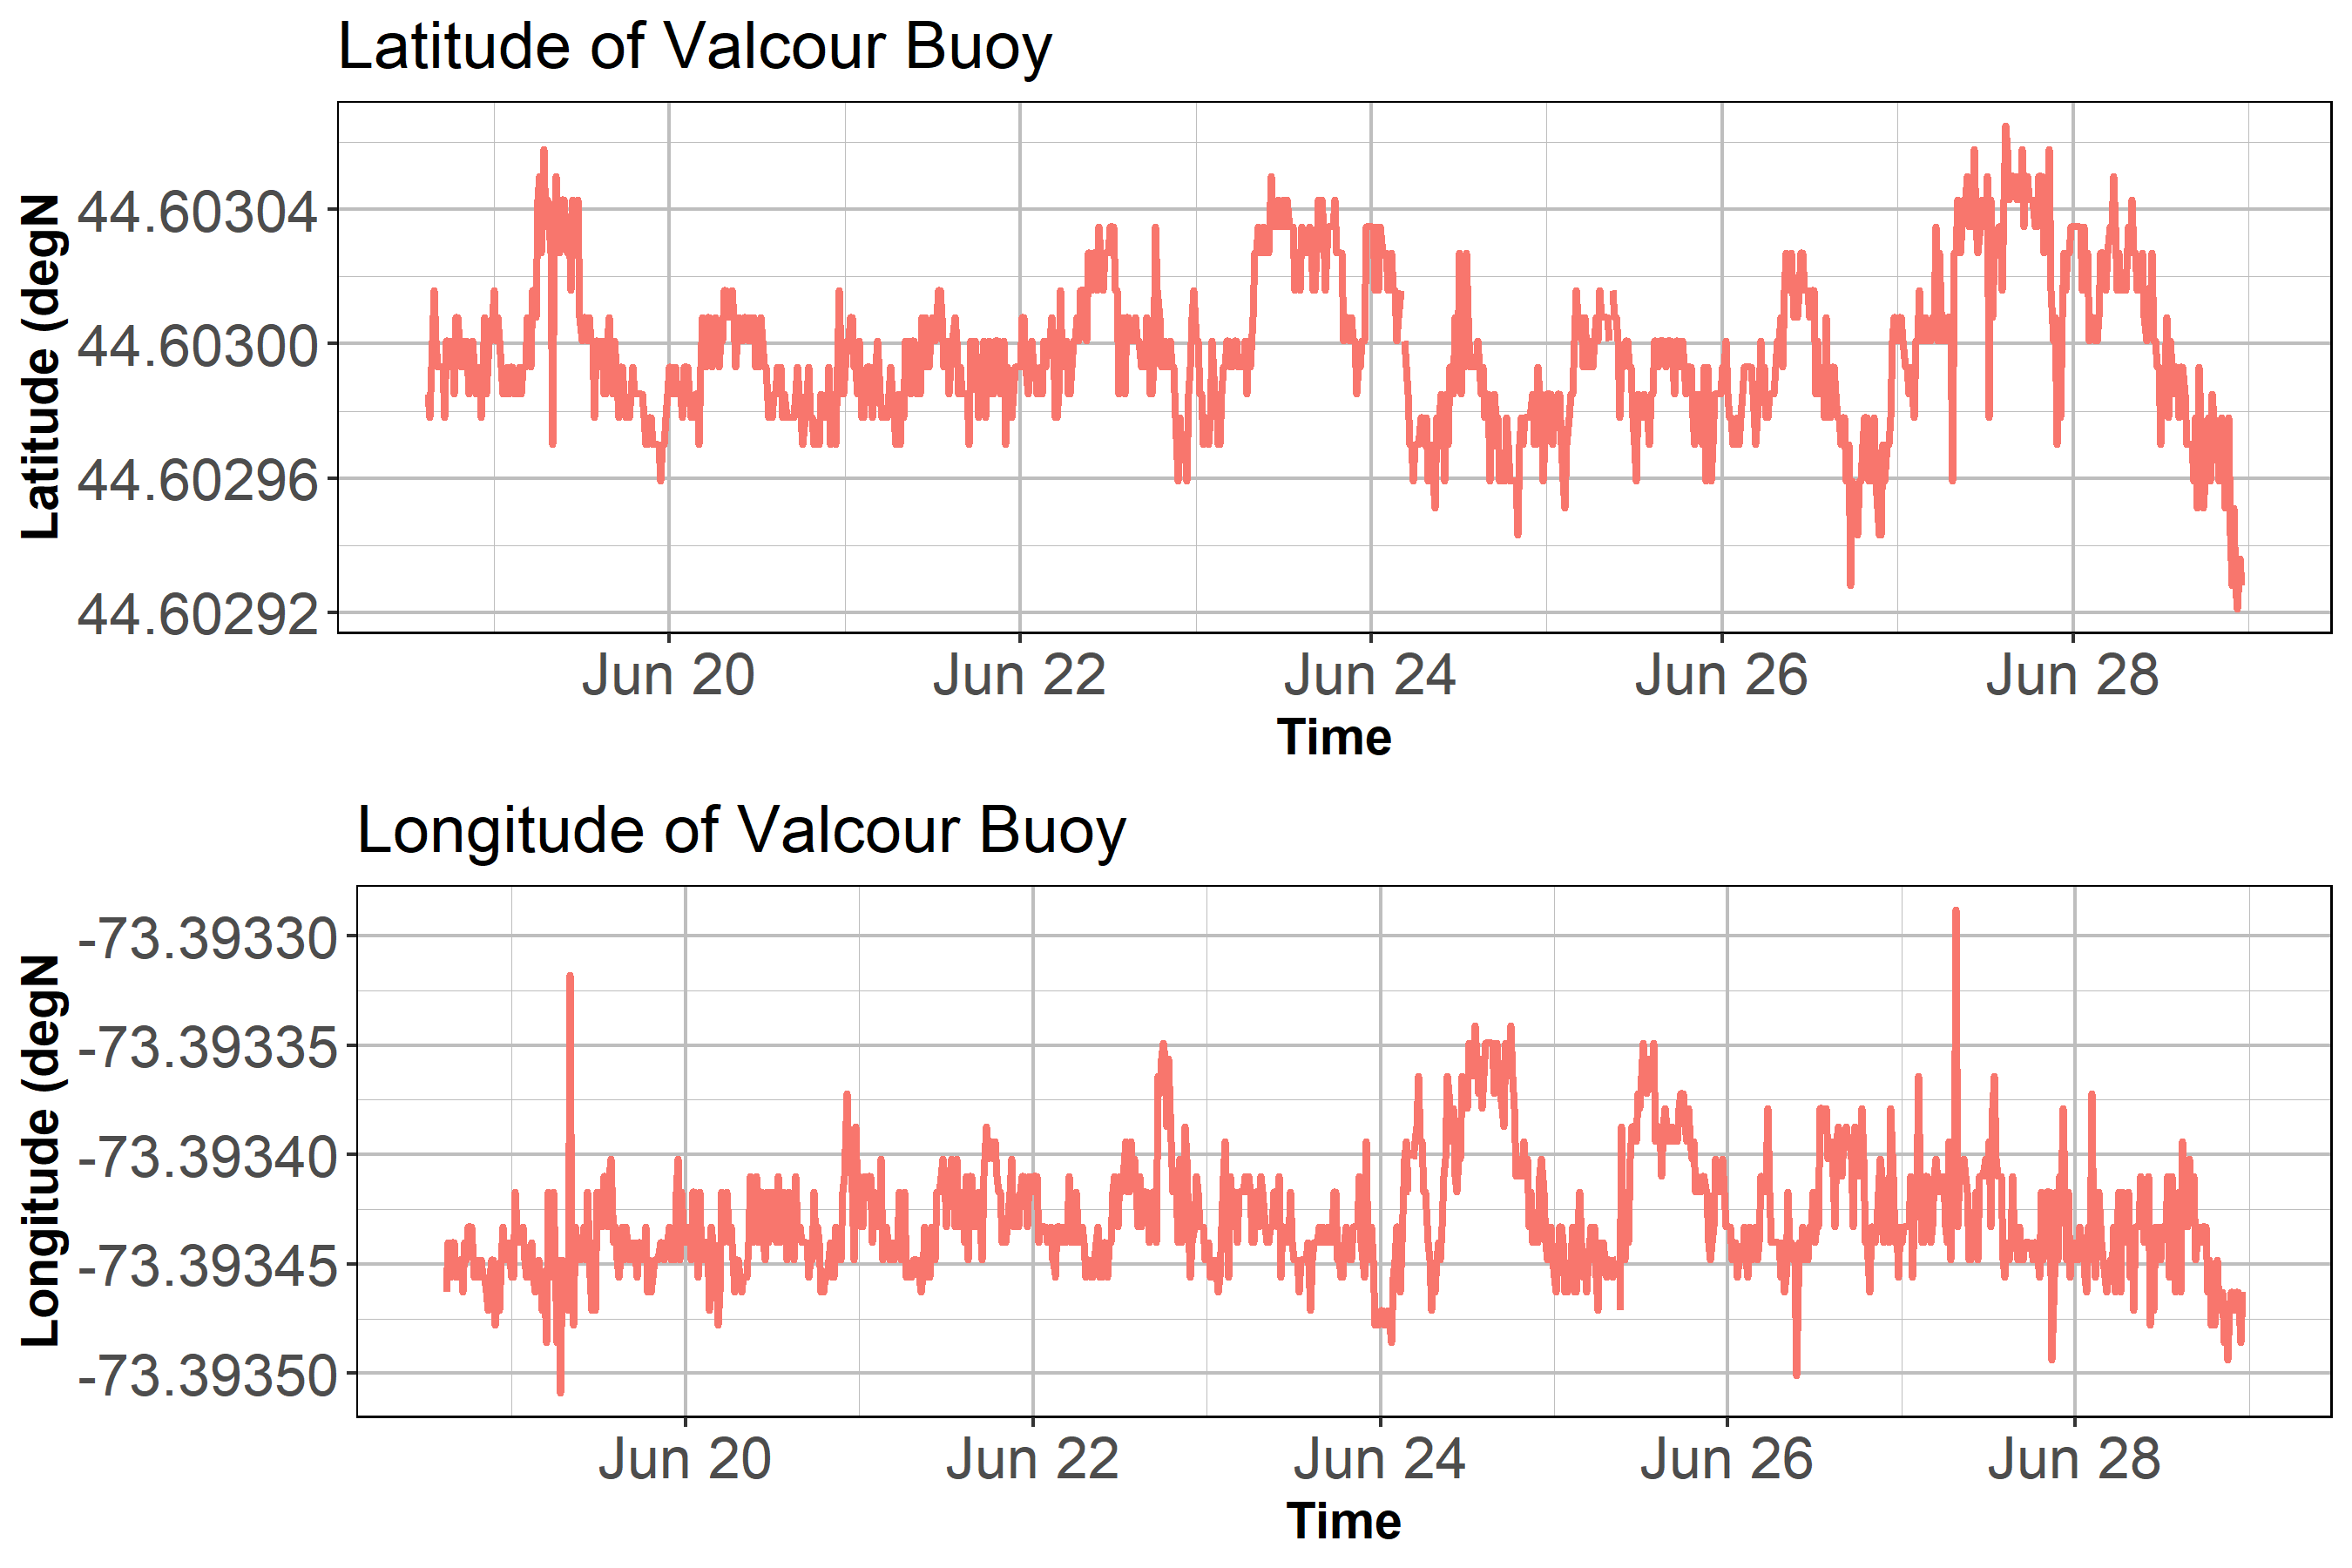 Latitude of Valcour Buoy
Latitude (degN
44.60304
44.60300
44.60296
44.60292
Jun 20 Jun 22 Jun 24 Jun 26 Jun 28
Time
Longitude of Valcour Buoy
Longitude (degN
-73.39330
-73.39335
-73.39340
-73.39345
-73.39350
Jun 20 Jun 22 Jun 24 Jun 26 Jun 28
Time